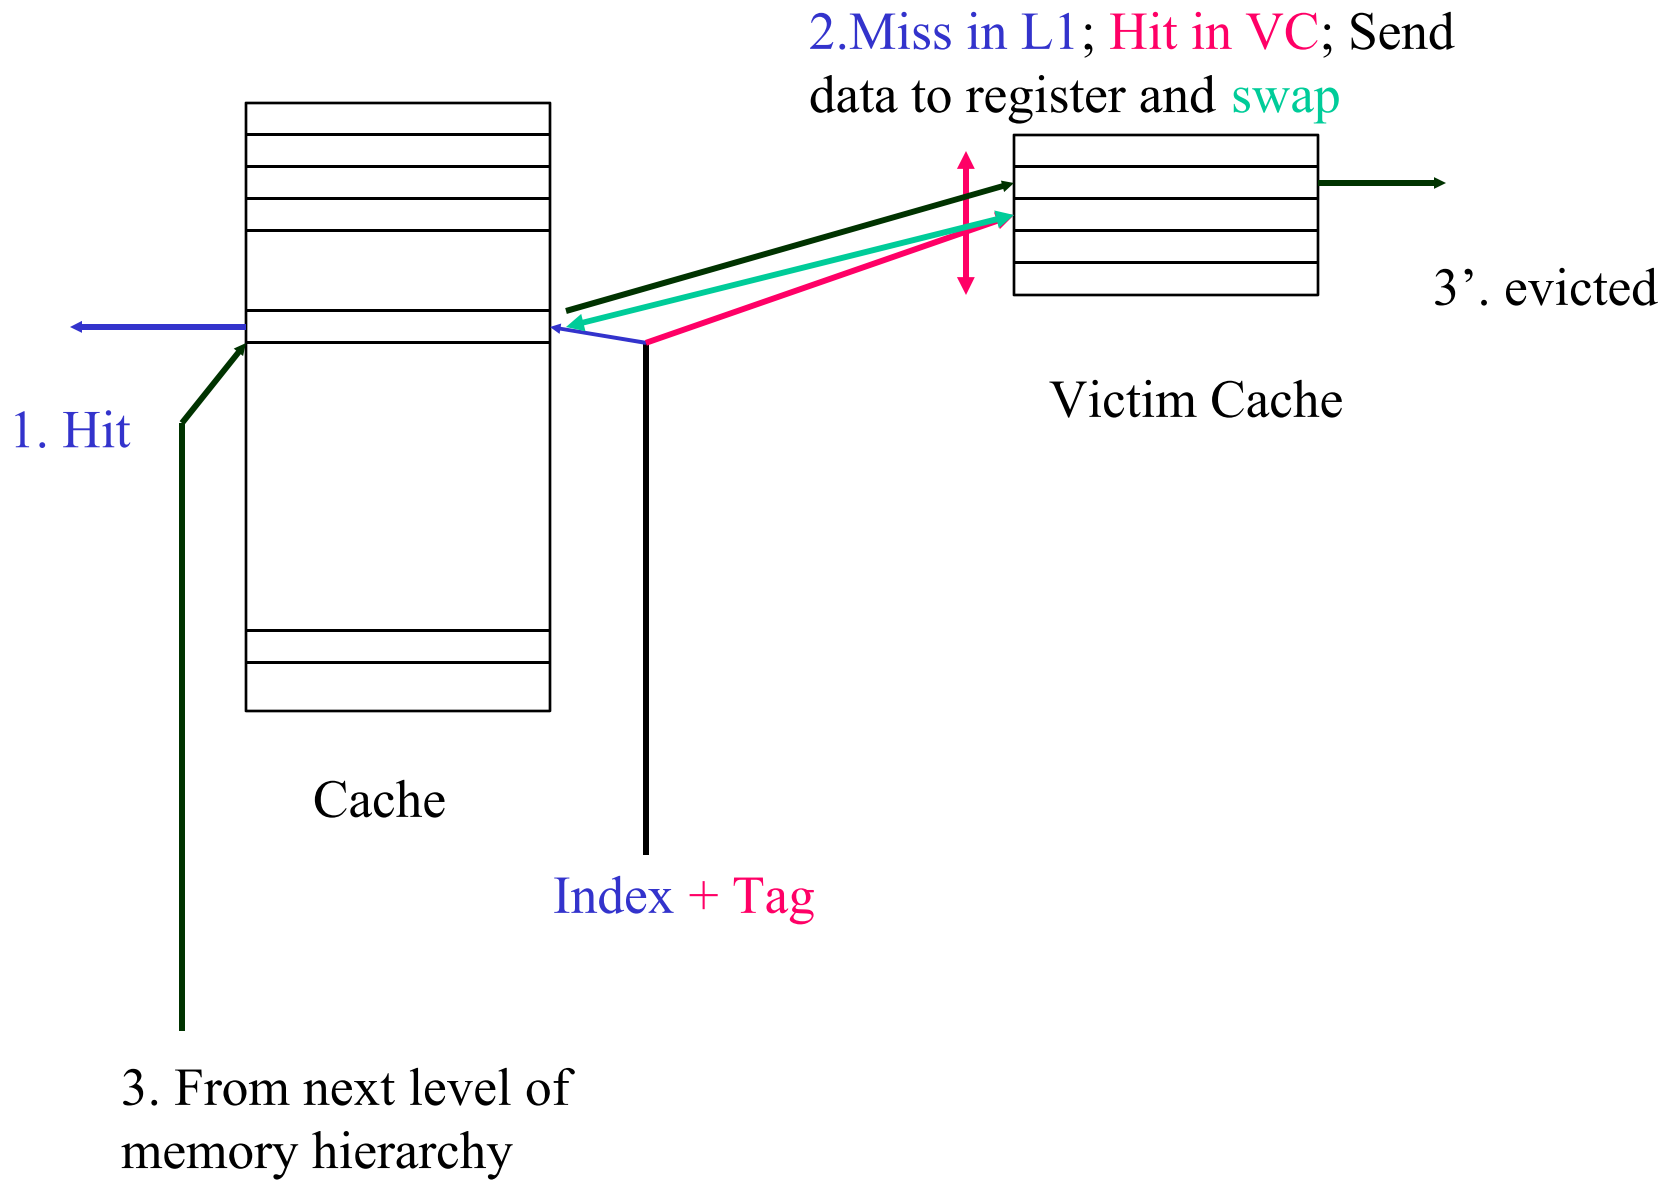 2.Miss in L1; Hit in VC; Send
data to register and swap
3’. evicted
Victim Cache
1. Hit
Cache
Index + Tag
3. From next level of
memory hierarchy